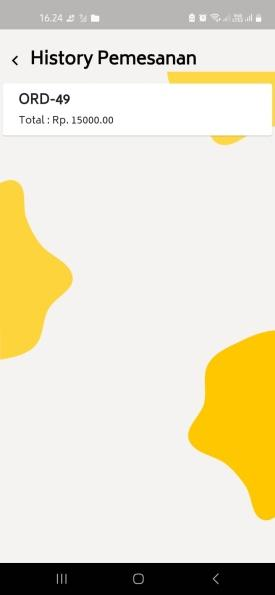 16.24
History Pemesanan
ORD-49
Total : Rp. 15000.00